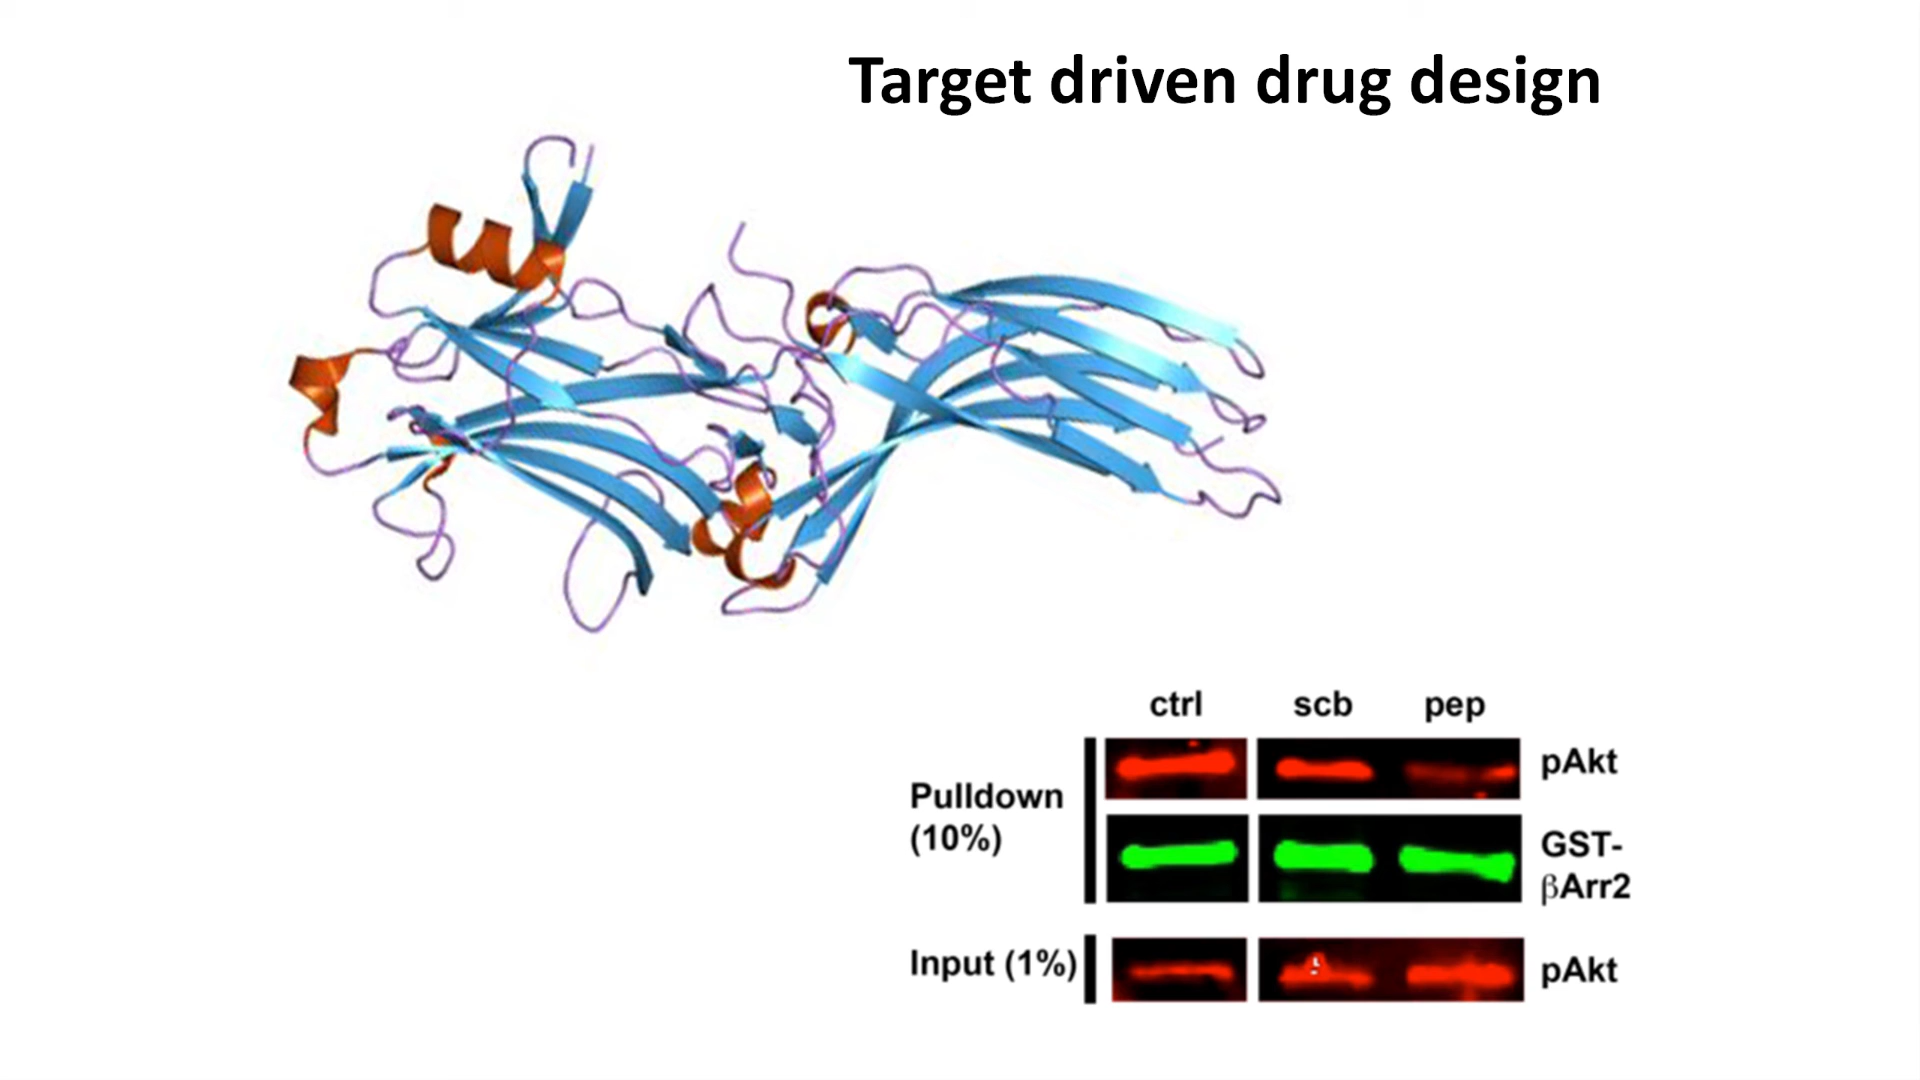 Target driven drug design
ctrl scb pep
pAkt
Pulldown
(10%)
GST-
βArr2
Input (1%)
pAkt